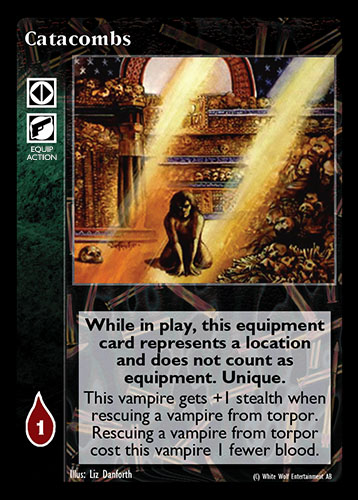 Catacombs
EQUIP
ACTION
While in play, this equipment
card represents a location
and does not count as
equipment. Unique.
This vampire gets +1 stealth when
rescuing a vampire from torpor.
Rescuing a vampire from torpor
cost this vampire 1 fewer blood.
1
Illus: Liz Danforth
(C) White Wolf Entertainment AB